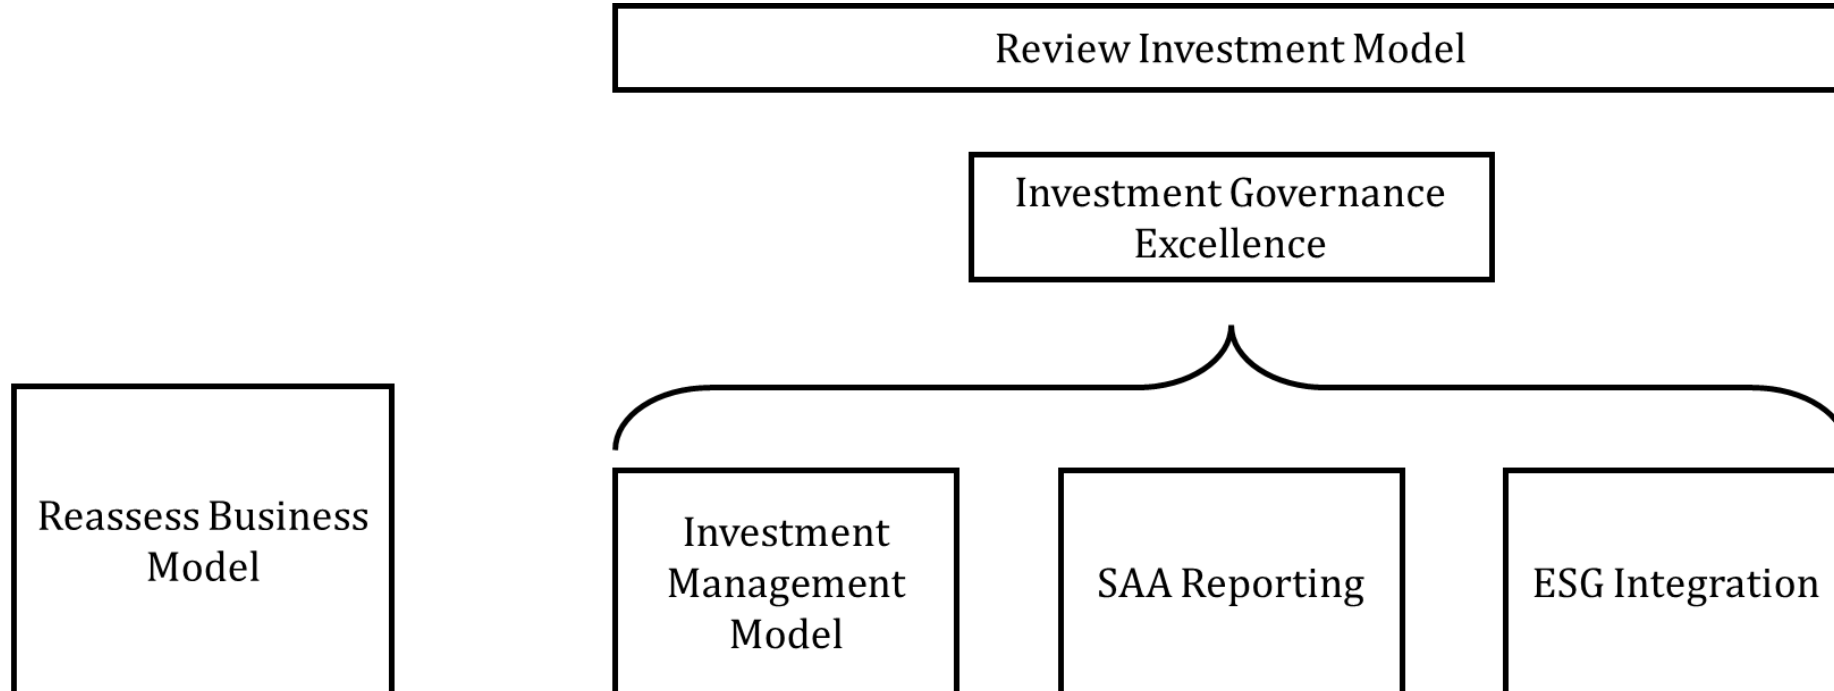 Review Investment Model
Investment Governance
Excellence
Reassess Business
Model
Investment
Management
Model
SAA Reporting
ESG Integration